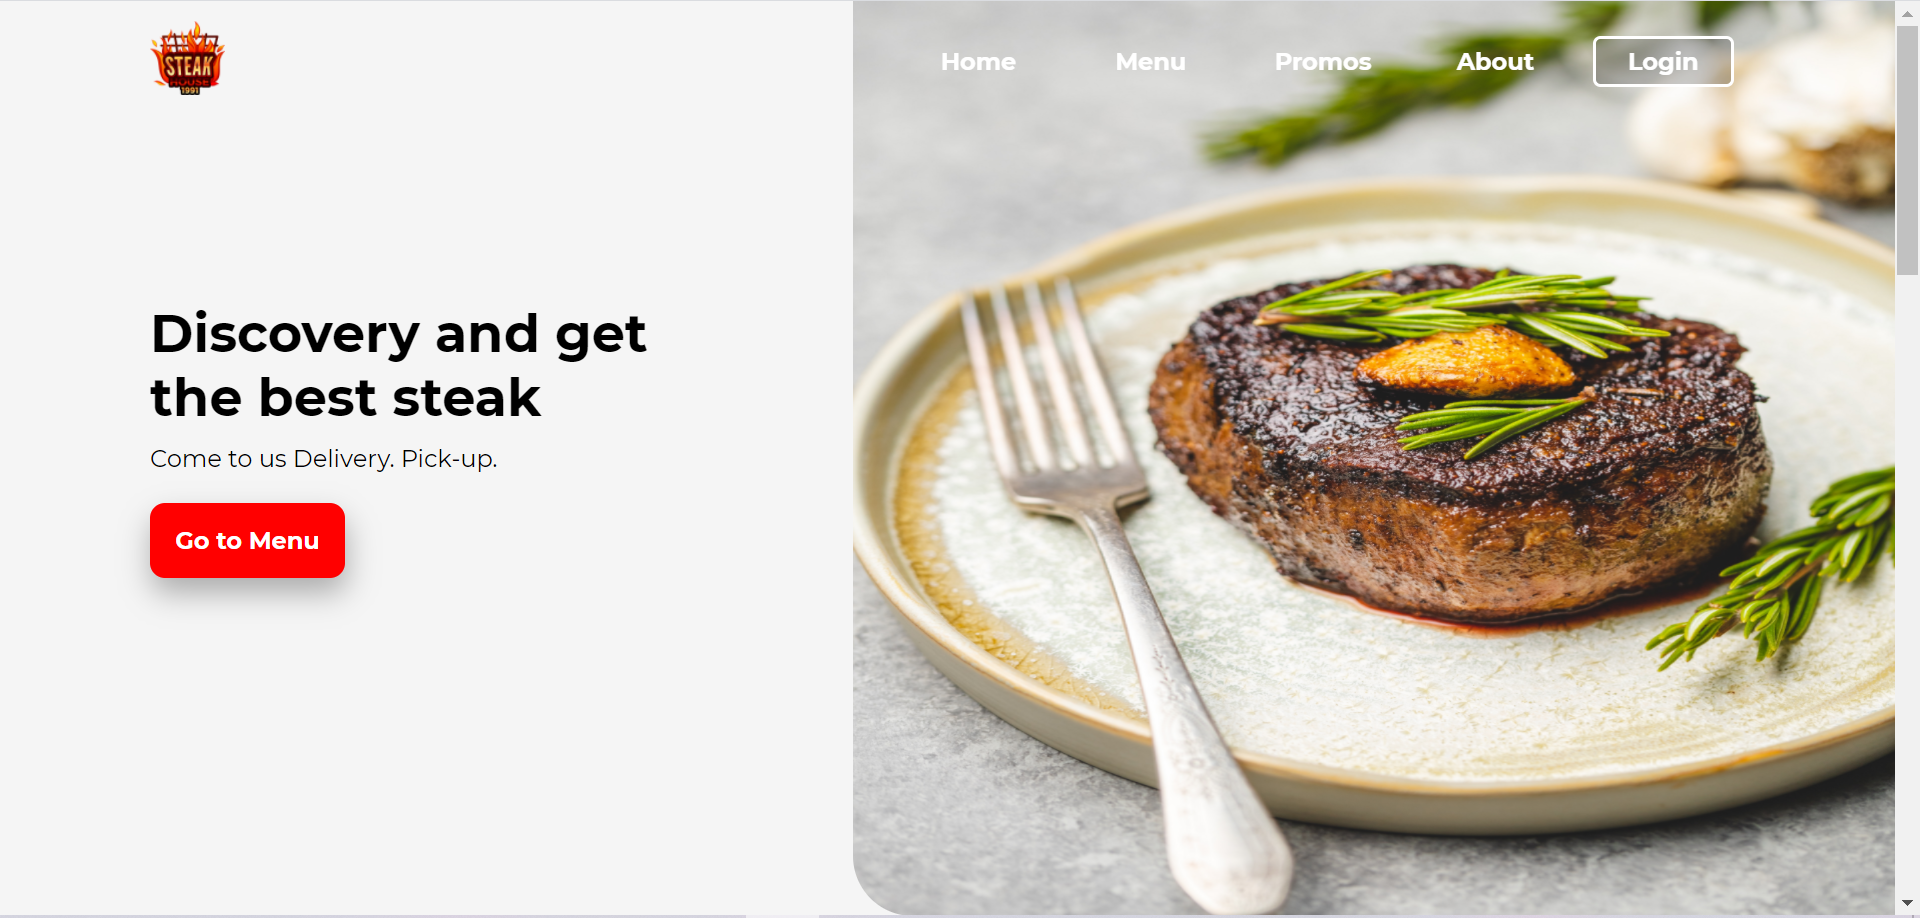 STEAK
HOUSE
1991
Home
Menu
Promos
About
Login
Discovery and get
the best steak
Come to us Delivery. Pick-up.
Go to Menu